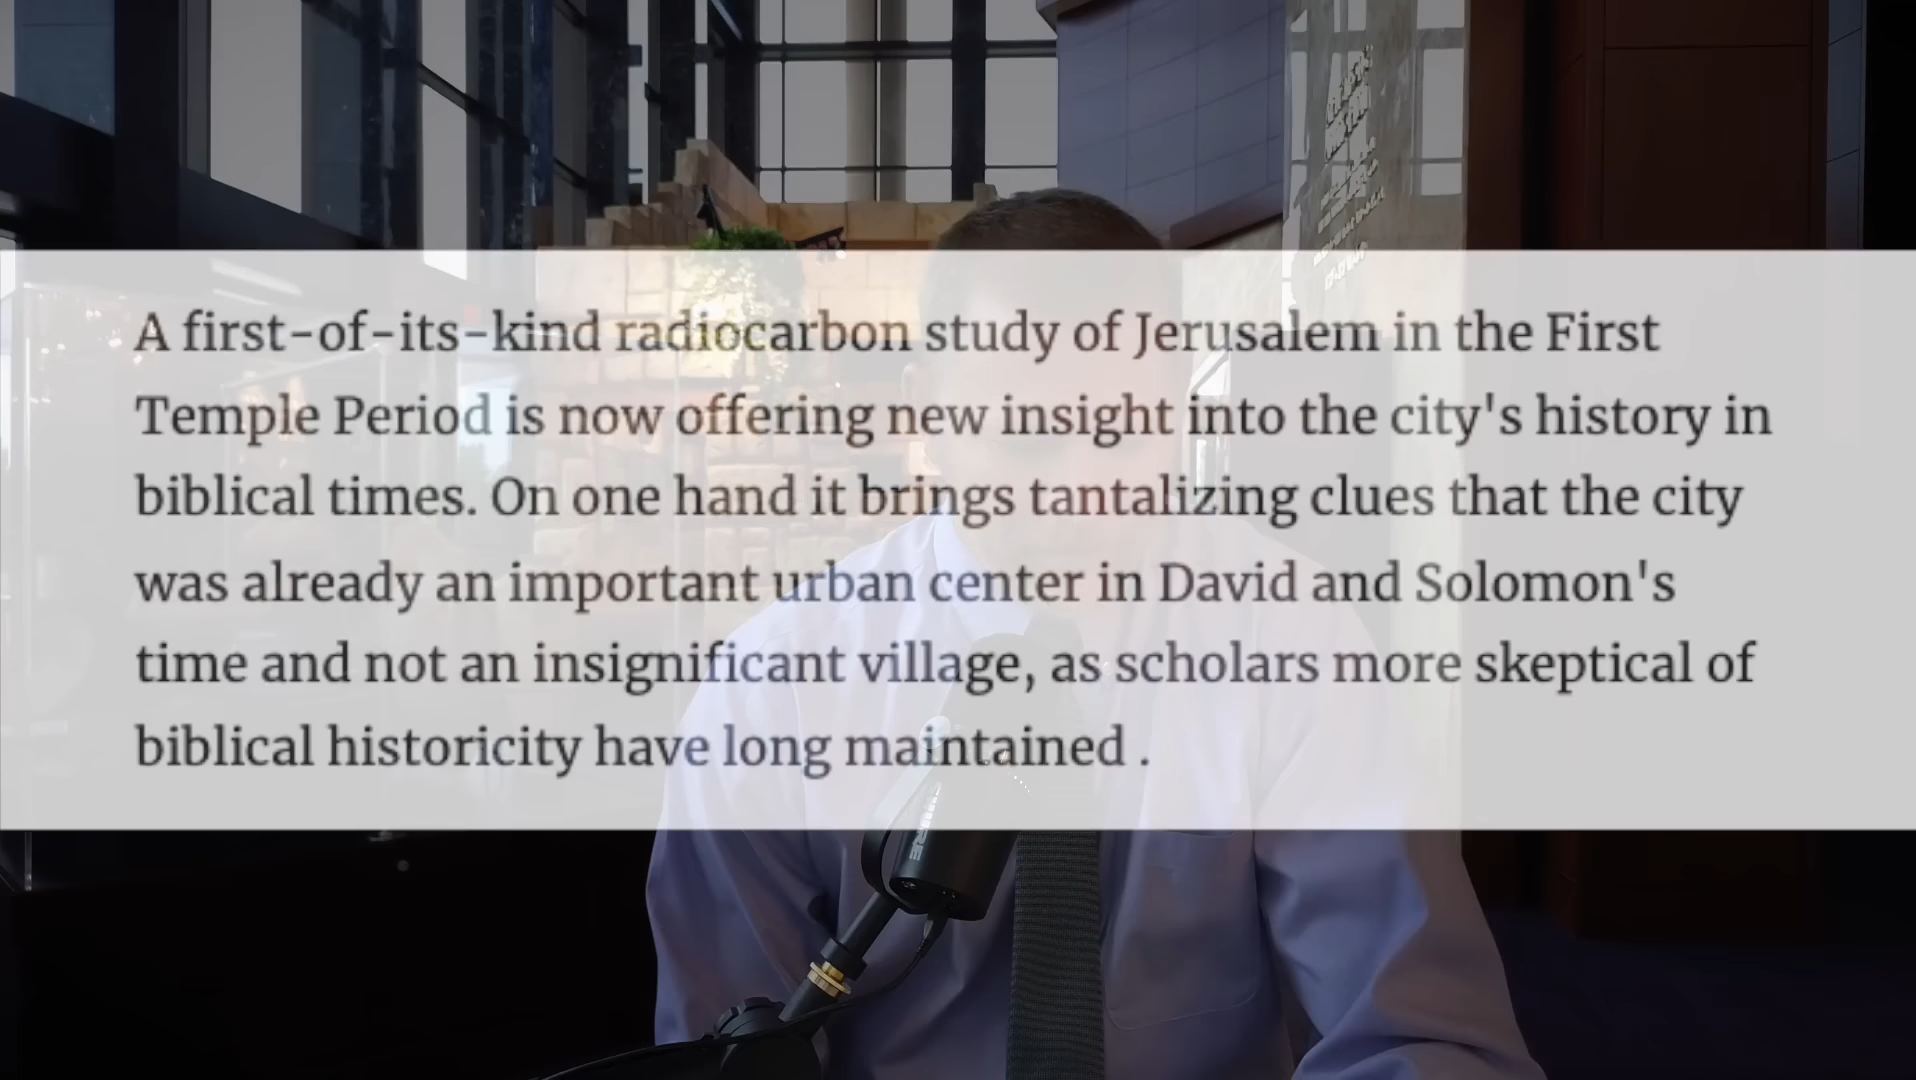 A first-of-its-kind radiocarbon study of Jerusalem in the First
Temple Period is now offering new insight into the city's history in
biblical times. On one hand it brings tantalizing clues that the city
was already an important urban center in David and Solomon's
time and not an insignificant village, as scholars more skeptical of
biblical historicity have long maintained .